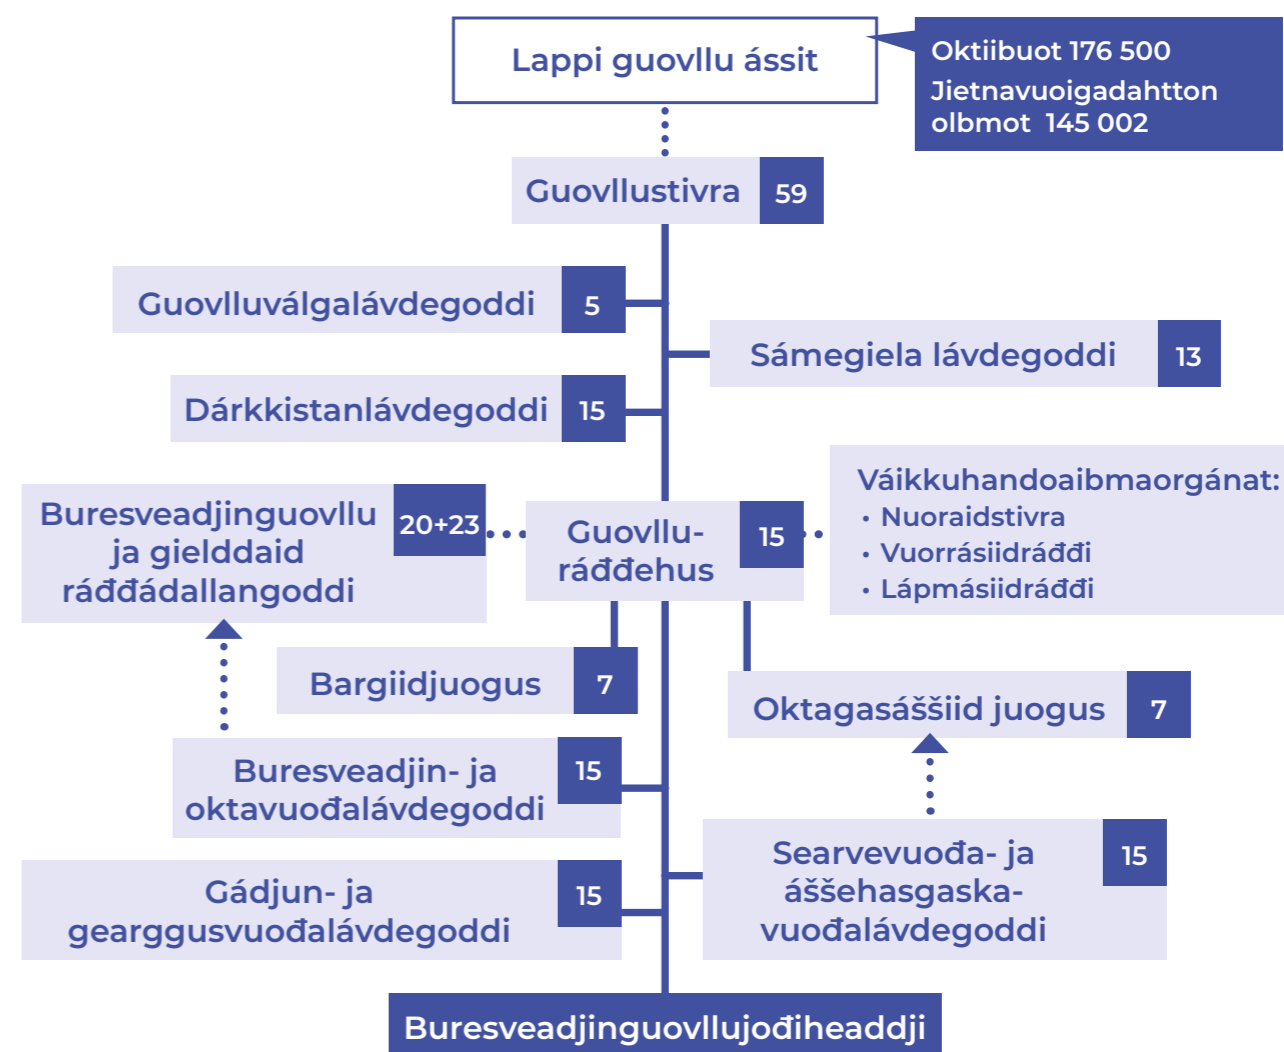 Lappi guovllu ássit
Oktiibuot 176 500
Jietnavuoigadahtton
olbmot 145 002
Guovllustivra
59
Guovlluválgalávdegoddi
5
Sámegiela lávdegoddi
13
Dárkkistanlávdegoddi
15
Buresveadjinguovllu
ja gielddaid
ráđđádallangoddi
20+23
Guovllu-
ráđđehus
15
Váikkuhandoaibmaorgánat:
• Nuoraidstivra
• Vuorrásiidráđđi
• Lápmásiidráđđi
Bargiidjuogus
7
Oktagasáššiid juogus
7
Buresveadjin- ja
oktavuođalávdegoddi
15
Searvevuođa- ja
áššehasgaska-
vuođalávdegoddi
15
Gádjun- ja
gearggusvuođalávdegoddi
15
Buresveadjinguovllujođiheaddji